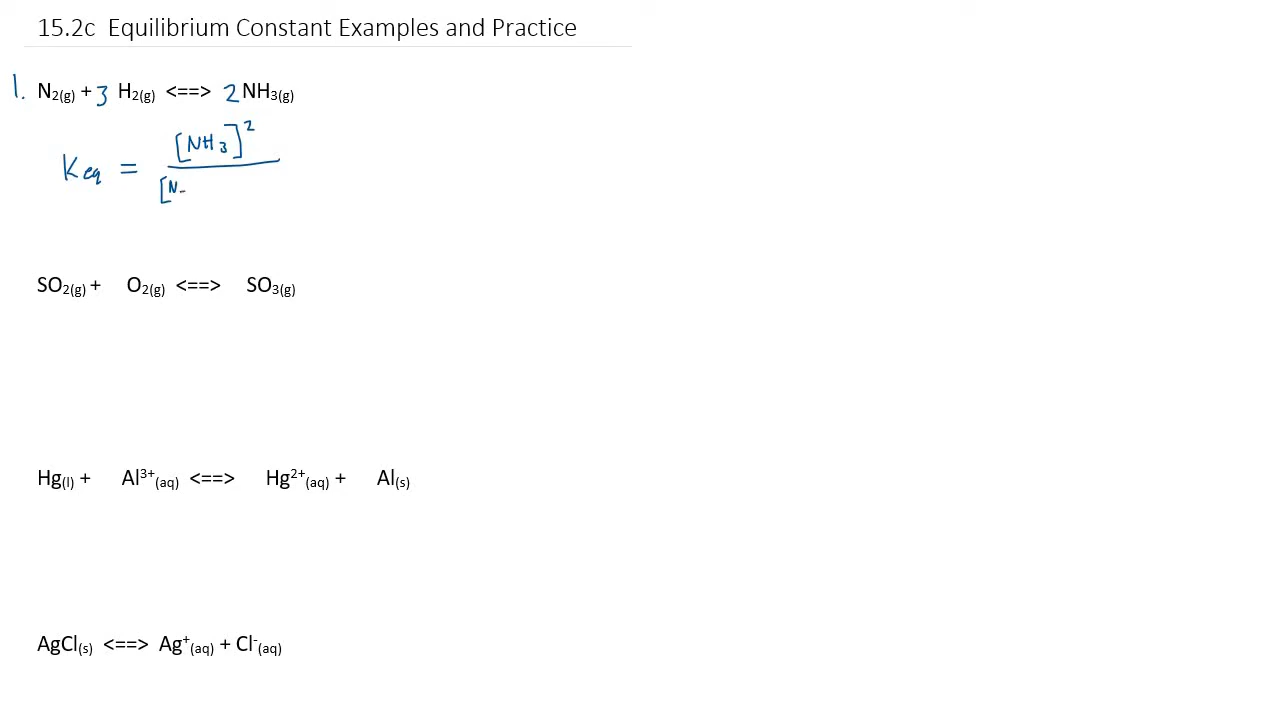 15.2c Equilibrium Constant Examples and Practice
1. N2(g) + 3 H2(g) <==> 2 NH3(g)
Keq = [NH3]^2
[N
SO2(g) + O2(g) <==> SO3(g)
Hg(l) + Al3+(aq) <==> Hg2+(aq) + Al(s)
AgCl(s) <==> Ag+(aq) + Cl-(aq)